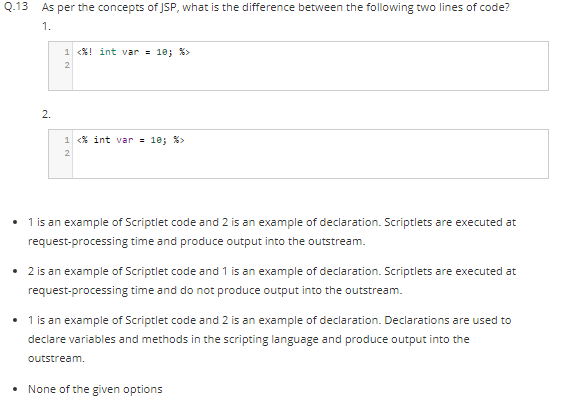 Q.13 As per the concepts of JSP, what is the difference between the following two lines of code?
1.
1 <%! int var = 10; %>
2
2.
1 <% int var = 10; %>
2
• 1 is an example of Scriptlet code and 2 is an example of declaration. Scriptlets are executed at
request-processing time and produce output into the outstream.
• 2 is an example of Scriptlet code and 1 is an example of declaration. Scriptlets are executed at
request-processing time and do not produce output into the outstream.
• 1 is an example of Scriptlet code and 2 is an example of declaration. Declarations are used to
declare variables and methods in the scripting language and produce output into the
outstream.
• None of the given options